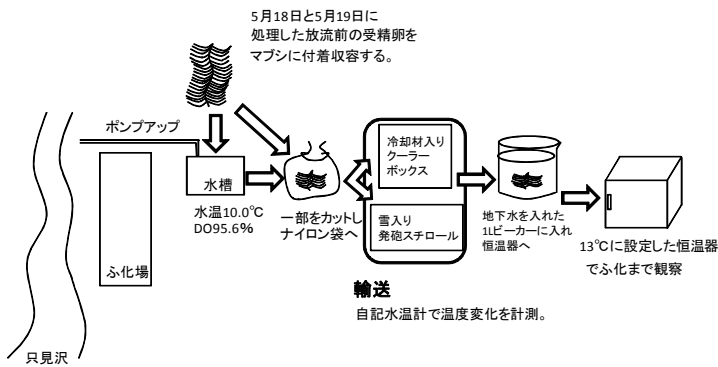 5月18日と5月19日に
処理した放流前の受精卵を
マブシに付着収容する。
ポンプアップ
水槽
水温10.0℃
DO95.6%
ふ化場
只見沢
一部をカットし
ナイロン袋へ
冷却材入り
クーラー
ボックス
雪入り
発砲スチロール
輸送
自記水温計で温度変化を計測。
地下水を入れた
1Lビーカーに入れ
恒温器へ
13℃に設定した恒温器
でふ化まで観察